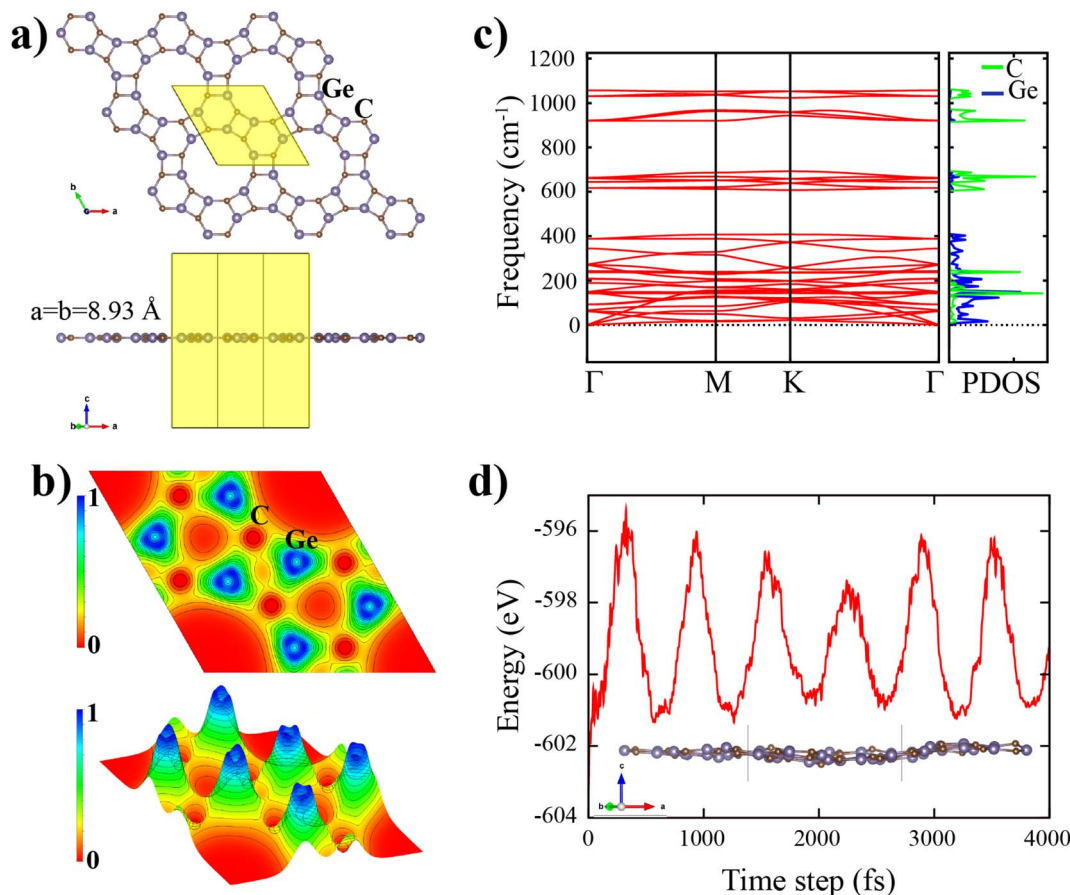 a)
Ge
C
b
a
a=b=8.93 Å
c
b
a
b)
1
0
C
Ge
1
0
c)
Frequency (cm⁻¹)
1200
1000
800
600
400
200
0
Γ M K Γ
C
Ge
PDOS
d)
Energy (eV)
-596
-598
-600
-602
-604
c
b
a
0 1000 2000 3000 4000
Time step (fs)